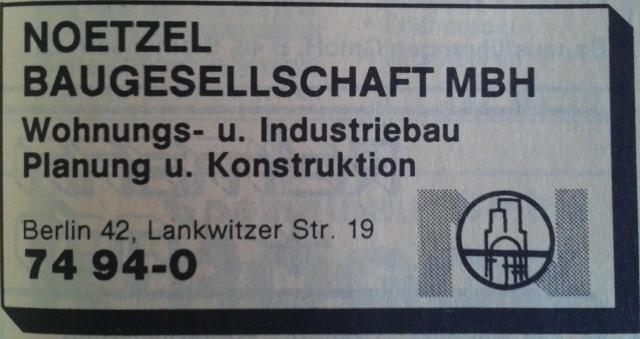 NOETZEL
BAUGESELLSCHAFT MBH
Wohnungs- u. Industriebau
Planung u. Konstruktion
Berlin 42, Lankwitzer Str. 19
74 94-0
N